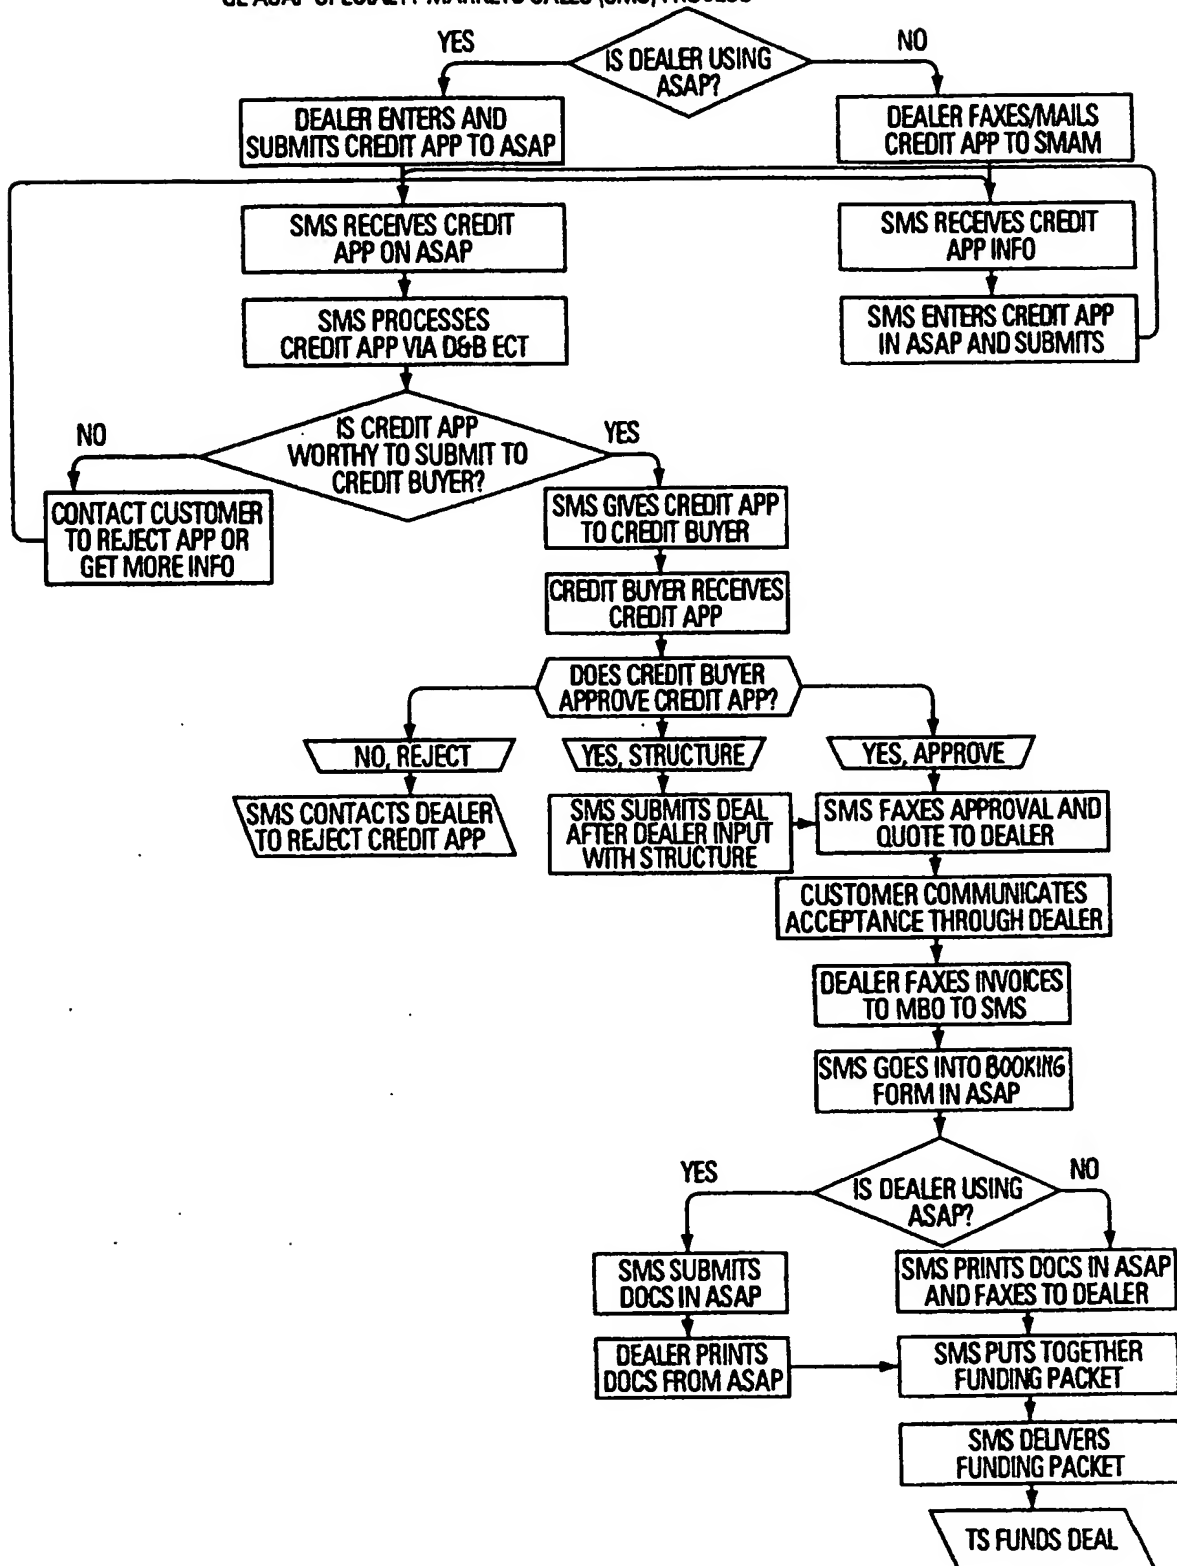 GE ASAP SPECIALTY MARKETS SALES (SMS) PROCESS
IS DEALER USING
ASAP?
YES
NO
DEALER ENTERS AND
SUBMITS CREDIT APP TO ASAP
DEALER FAXES/MAILS
CREDIT APP TO SMAM
SMS RECEIVES CREDIT
APP ON ASAP
SMS RECEIVES CREDIT
APP INFO
SMS PROCESSES
CREDIT APP VIA D&B ECT
SMS ENTERS CREDIT APP
IN ASAP AND SUBMITS
IS CREDIT APP
WORTHY TO SUBMIT TO
CREDIT BUYER?
NO
YES
CONTACT CUSTOMER
TO REJECT APP OR
GET MORE INFO
SMS GIVES CREDIT APP
TO CREDIT BUYER
CREDIT BUYER RECEIVES
CREDIT APP
DOES CREDIT BUYER
APPROVE CREDIT APP?
NO, REJECT
YES, STRUCTURE
YES, APPROVE
SMS CONTACTS DEALER
TO REJECT CREDIT APP
SMS SUBMITS DEAL
AFTER DEALER INPUT
WITH STRUCTURE
SMS FAXES APPROVAL AND
QUOTE TO DEALER
CUSTOMER COMMUNICATES
ACCEPTANCE THROUGH DEALER
DEALER FAXES INVOICES
TO MBO TO SMS
SMS GOES INTO BOOKING
FORM IN ASAP
IS DEALER USING
ASAP?
YES
NO
SMS SUBMITS
DOCS IN ASAP
SMS PRINTS DOCS IN ASAP
AND FAXES TO DEALER
DEALER PRINTS
DOCS FROM ASAP
SMS PUTS TOGETHER
FUNDING PACKET
SMS DELIVERS
FUNDING PACKET
TS FUNDS DEAL